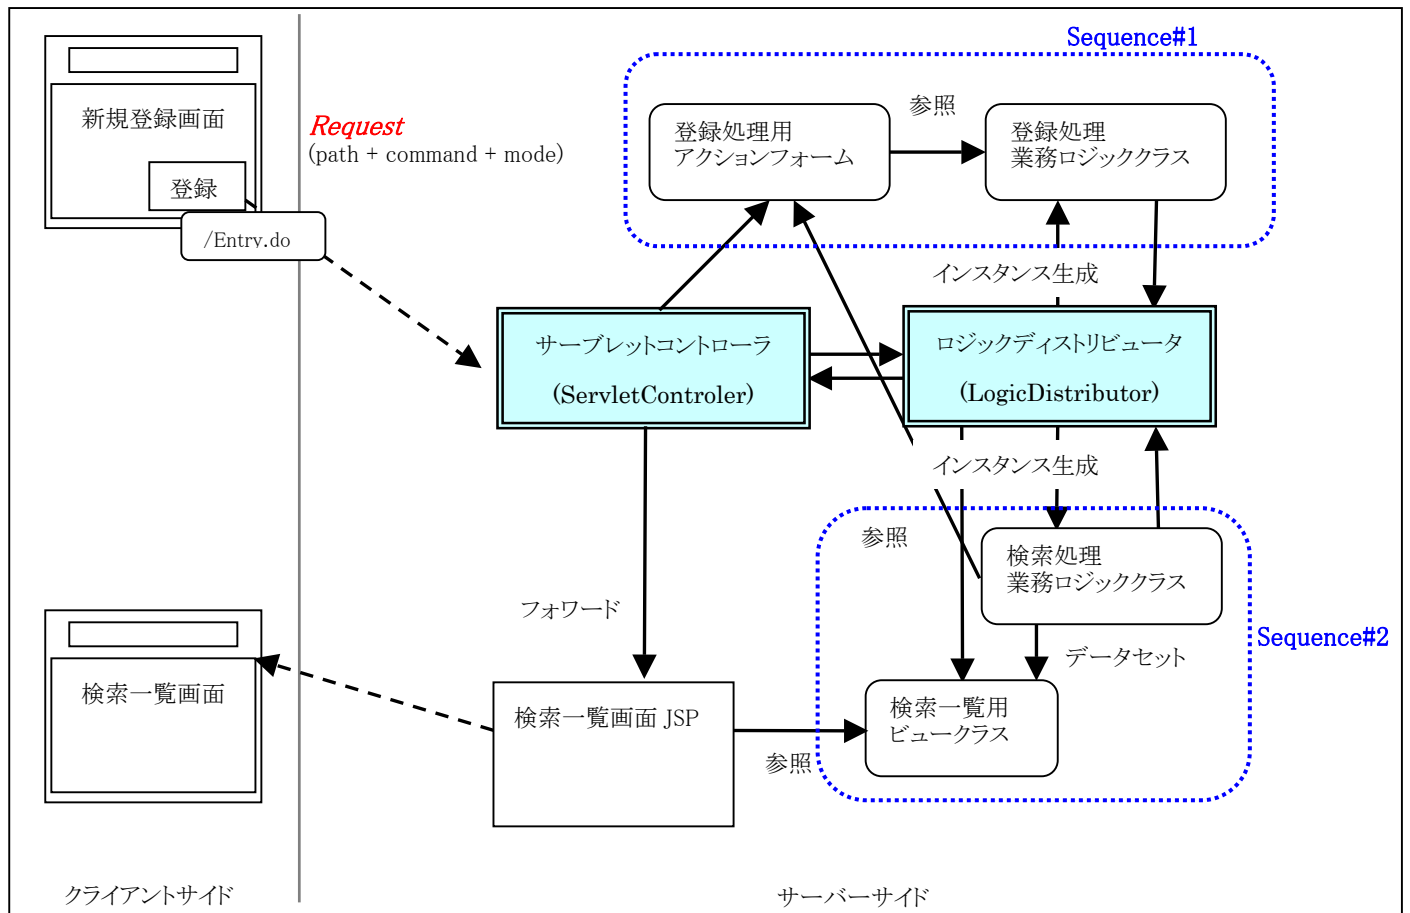 Sequence#1
新規登録画面
登録
/Entry.do
Request
(path + command + mode)
登録処理用
アクションフォーム
参照
登録処理
業務ロジッククラス
インスタンス生成
サーブレットコントローラ
(ServletControler)
ロジックディストリビュータ
(LogicDistributor)
インスタンス生成
参照
検索処理
業務ロジッククラス
フォワード
Sequence#2
データセット
検索一覧画面
検索一覧画面 JSP
検索一覧用
ビュークラス
参照
クライアントサイド
サーバーサイド